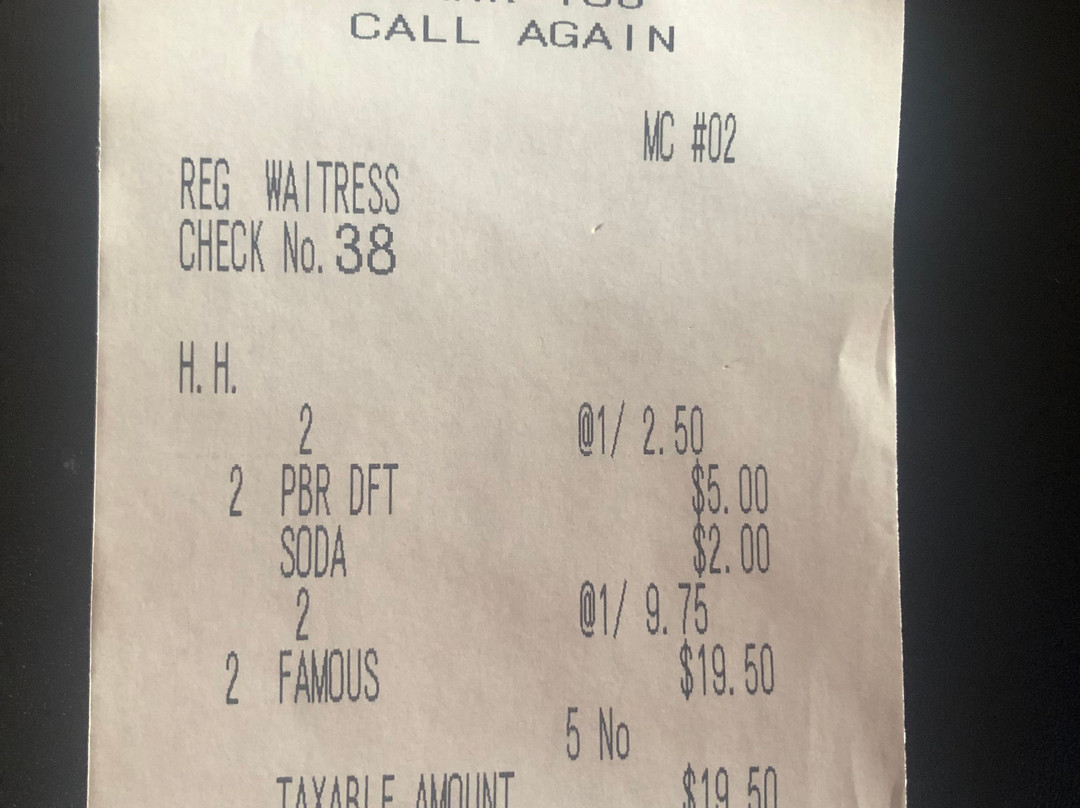 YOU
CALL AGAIN
MC #02
REG WAITRESS
CHECK No. 38
H. H.
2 @1/ 2.50
2 PBR DFT $5.00
SODA $2.00
2 @1/ 9.75
2 FAMOUS $19.50
5 No
TAXABLE AMOUNT $19.50